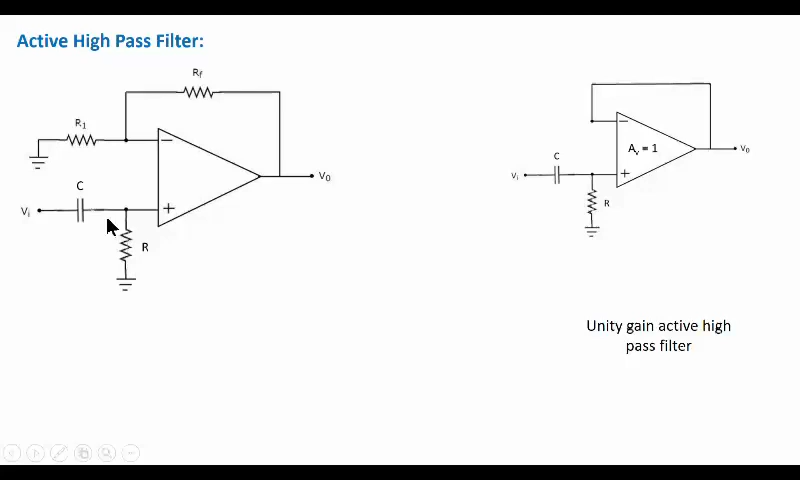 Active High Pass Filter:
Rf
R1
C
Vi
R
V0
−
+
C
Vi
R
Av = 1
V0
−
+
Unity gain active high
pass filter